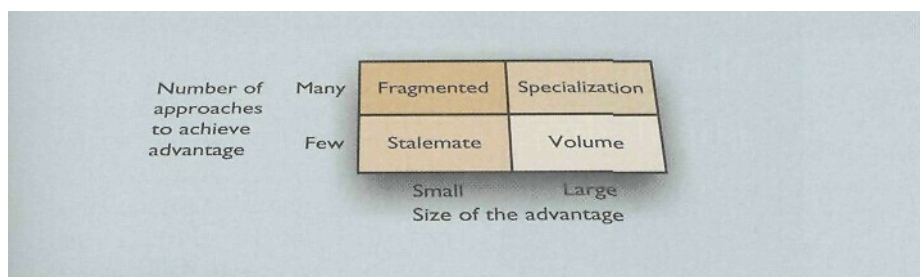 Number of
approaches
to achieve
advantage
Many
Fragmented
Specialization
Few
Stalemate
Volume
Small
Large
Size of the advantage